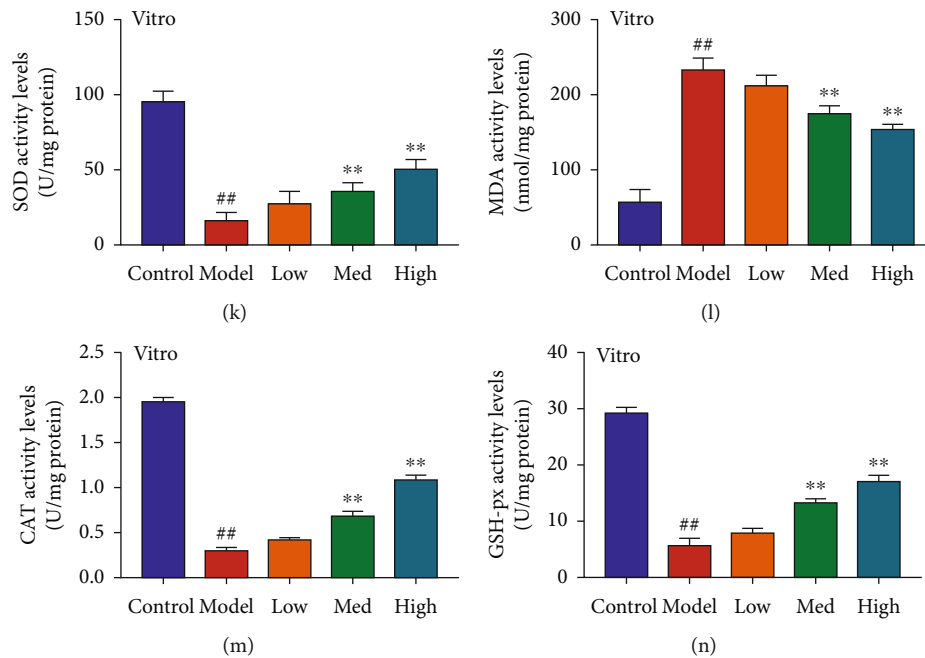 Vitro
SOD activity levels
(U/mg protein)
150
100
50
0
##
**
**
Control Model Low Med High
(k)
Vitro
MDA activity levels
(nmol/mg protein)
300
200
100
0
##
**
**
Control Model Low Med High
(l)
Vitro
CAT activity levels
(U/mg protein)
2.5
2.0
1.5
1.0
0.5
0.0
##
**
**
Control Model Low Med High
(m)
Vitro
GSH-px activity levels
(U/mg protein)
40
30
20
10
0
##
**
**
Control Model Low Med High
(n)